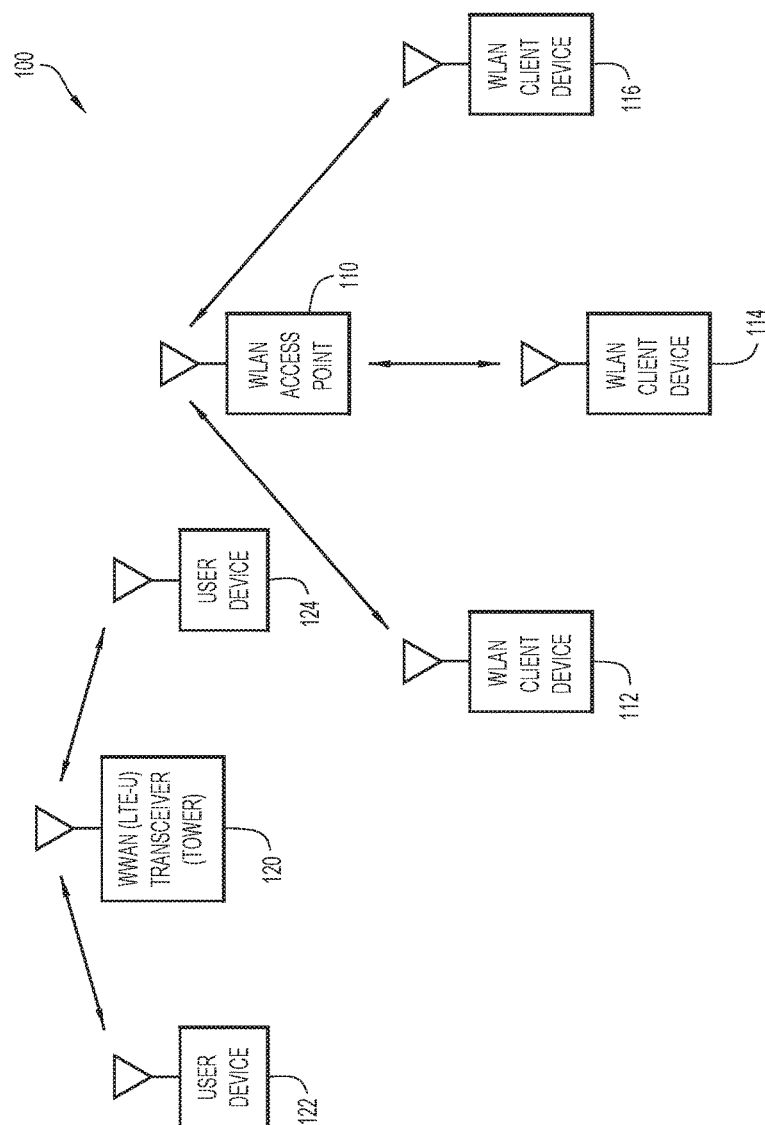 100
WWAN (LTE-U)
TRANSCEIVER
(TOWER)
120
USER
DEVICE
122
USER
DEVICE
124
WLAN
ACCESS
POINT
110
WLAN
CLIENT
DEVICE
112
WLAN
CLIENT
DEVICE
114
WLAN
CLIENT
DEVICE
116